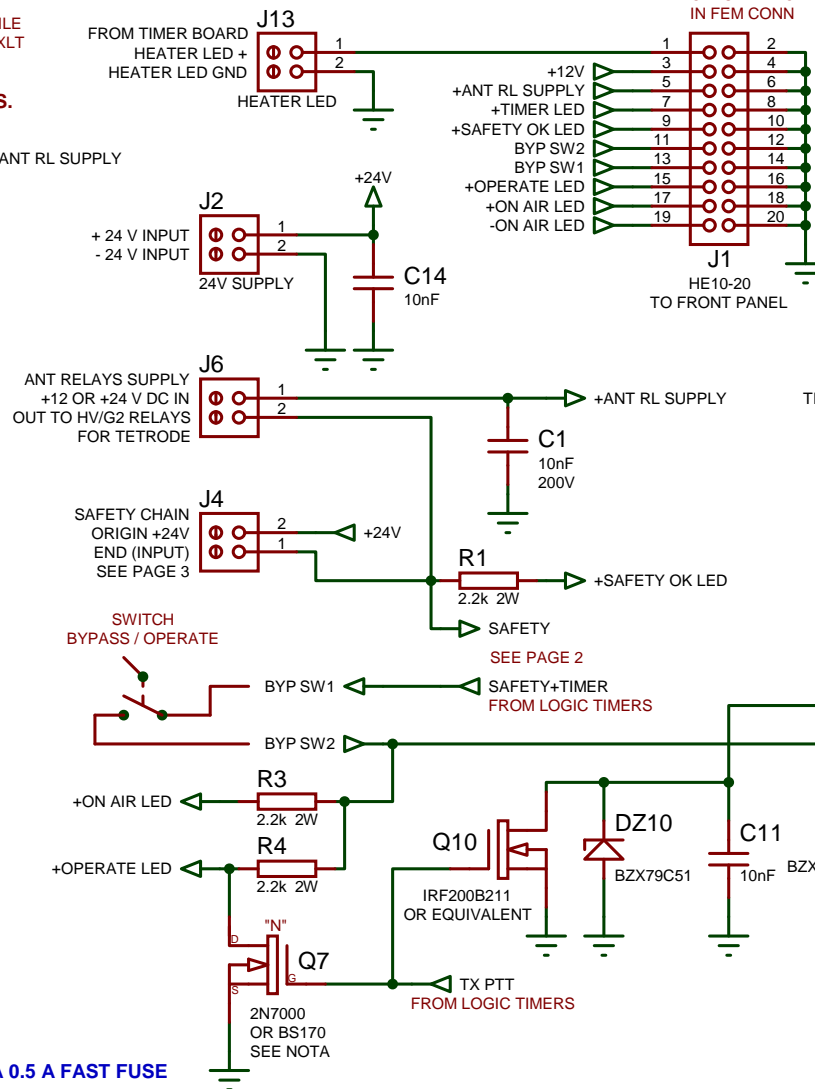 ILE
XLT
S.
ANT RL SUPPLY
J13
FROM TIMER BOARD
HEATER LED +
HEATER LED GND
1
2
HEATER LED
IN FEM CONN
+12V
+ANT RL SUPPLY
+TIMER LED
+SAFETY OK LED
BYP SW2
BYP SW1
+OPERATE LED
+ON AIR LED
-ON AIR LED
1 2
3 4
5 6
7 8
9 10
11 12
13 14
15 16
17 18
19 20
J1
HE10-20
TO FRONT PANEL
+24V
J2
+ 24 V INPUT
- 24 V INPUT
1
2
24V SUPPLY
C14
10nF
J6
ANT RELAYS SUPPLY
+12 OR +24 V DC IN
OUT TO HV/G2 RELAYS
FOR TETRODE
1
2
+ANT RL SUPPLY
C1
10nF
200V
J4
SAFETY CHAIN
ORIGIN +24V
END (INPUT)
SEE PAGE 3
2
1
+24V
R1
2.2k 2W
+SAFETY OK LED
SAFETY
SEE PAGE 2
SWITCH
BYPASS / OPERATE
BYP SW1
SAFETY+TIMER
FROM LOGIC TIMERS
BYP SW2
+ON AIR LED
R3
2.2k 2W
+OPERATE LED
R4
2.2k 2W
Q10
IRF200B211
OR EQUIVALENT
DZ10
BZX79C51
C11
10nF
BZX
"N"
D
S
G
Q7
2N7000
OR BS170
SEE NOTA
TX PTT
FROM LOGIC TIMERS
A 0.5 A FAST FUSE